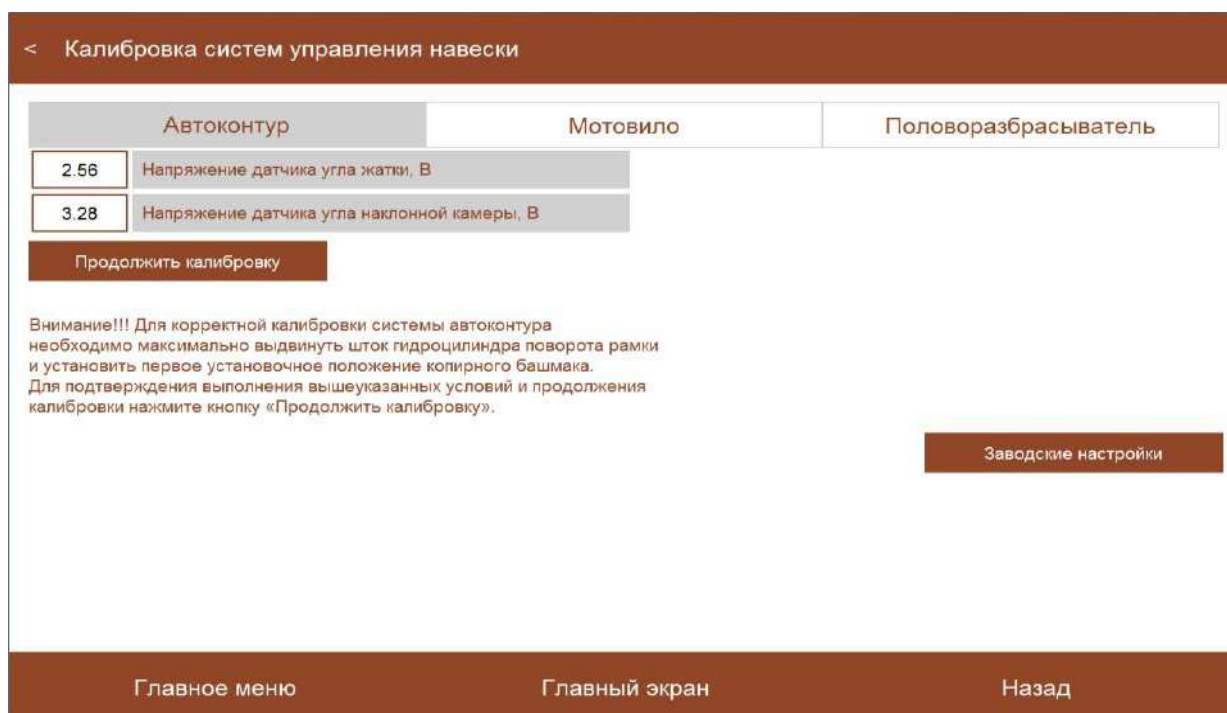 < Калибровка систем управления навески
Автоконтур Мотовило Половоразбрасыватель
2.56 Напряжение датчика угла жатки, В
3.28 Напряжение датчика угла наклонной камеры, В
Продолжить калибровку
Внимание!!! Для корректной калибровки системы автоконтура
необходимо максимально выдвинуть шток гидроцилиндра поворота рамки
и установить первое установочное положение копирного башмака.
Для подтверждения выполнения вышеуказанных условий и продолжения
калибровки нажмите кнопку «Продолжить калибровку».
Заводские настройки
Главное меню Главный экран Назад